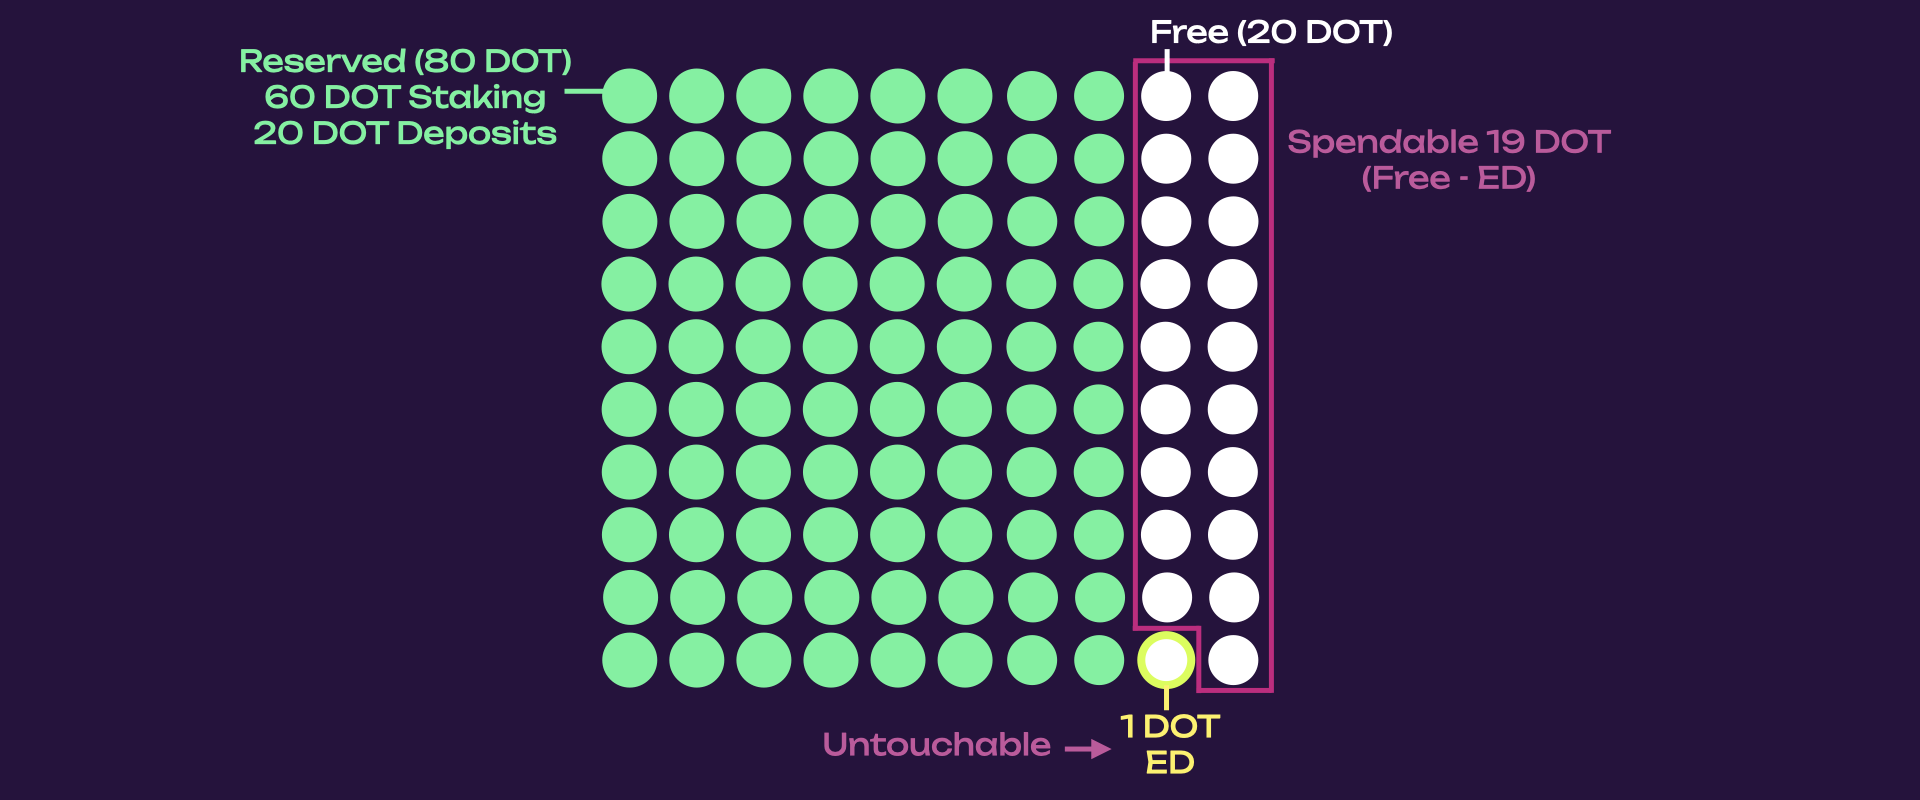 Free (20 DOT)
Reserved (80 DOT)
60 DOT Staking
20 DOT Deposits
Spendable 19 DOT
(Free - ED)
Untouchable
1 DOT
ED